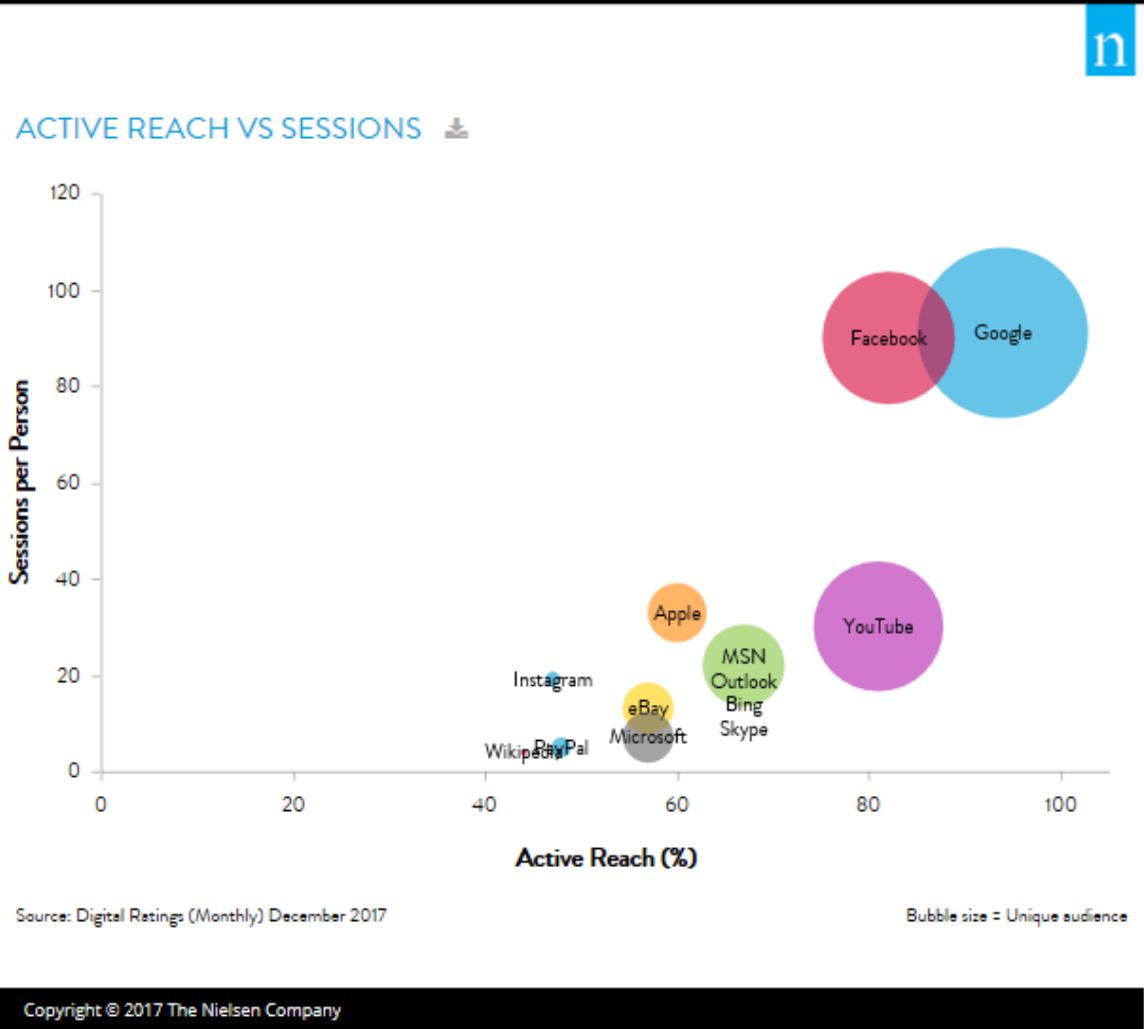 n
ACTIVE REACH VS SESSIONS
120
100
80
60
40
20
0
Sessions per Person
Facebook
Google
Apple
YouTube
MSN
Outlook
Bing
Skype
Instagram
eBay
Microsoft
Wikipedia
PayPal
0
20
40
60
80
100
Active Reach (%)
Source: Digital Ratings (Monthly) December 2017
Bubble size = Unique audience
Copyright © 2017 The Nielsen Company